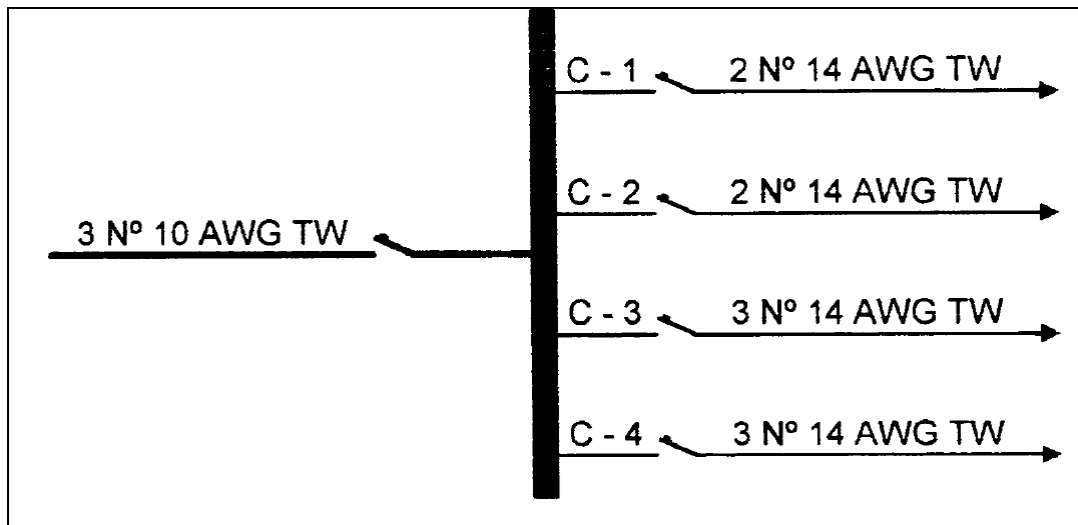 C - 1 2 Nº 14 AWG TW
C - 2 2 Nº 14 AWG TW
3 Nº 10 AWG TW
C - 3 3 Nº 14 AWG TW
C - 4 3 Nº 14 AWG TW